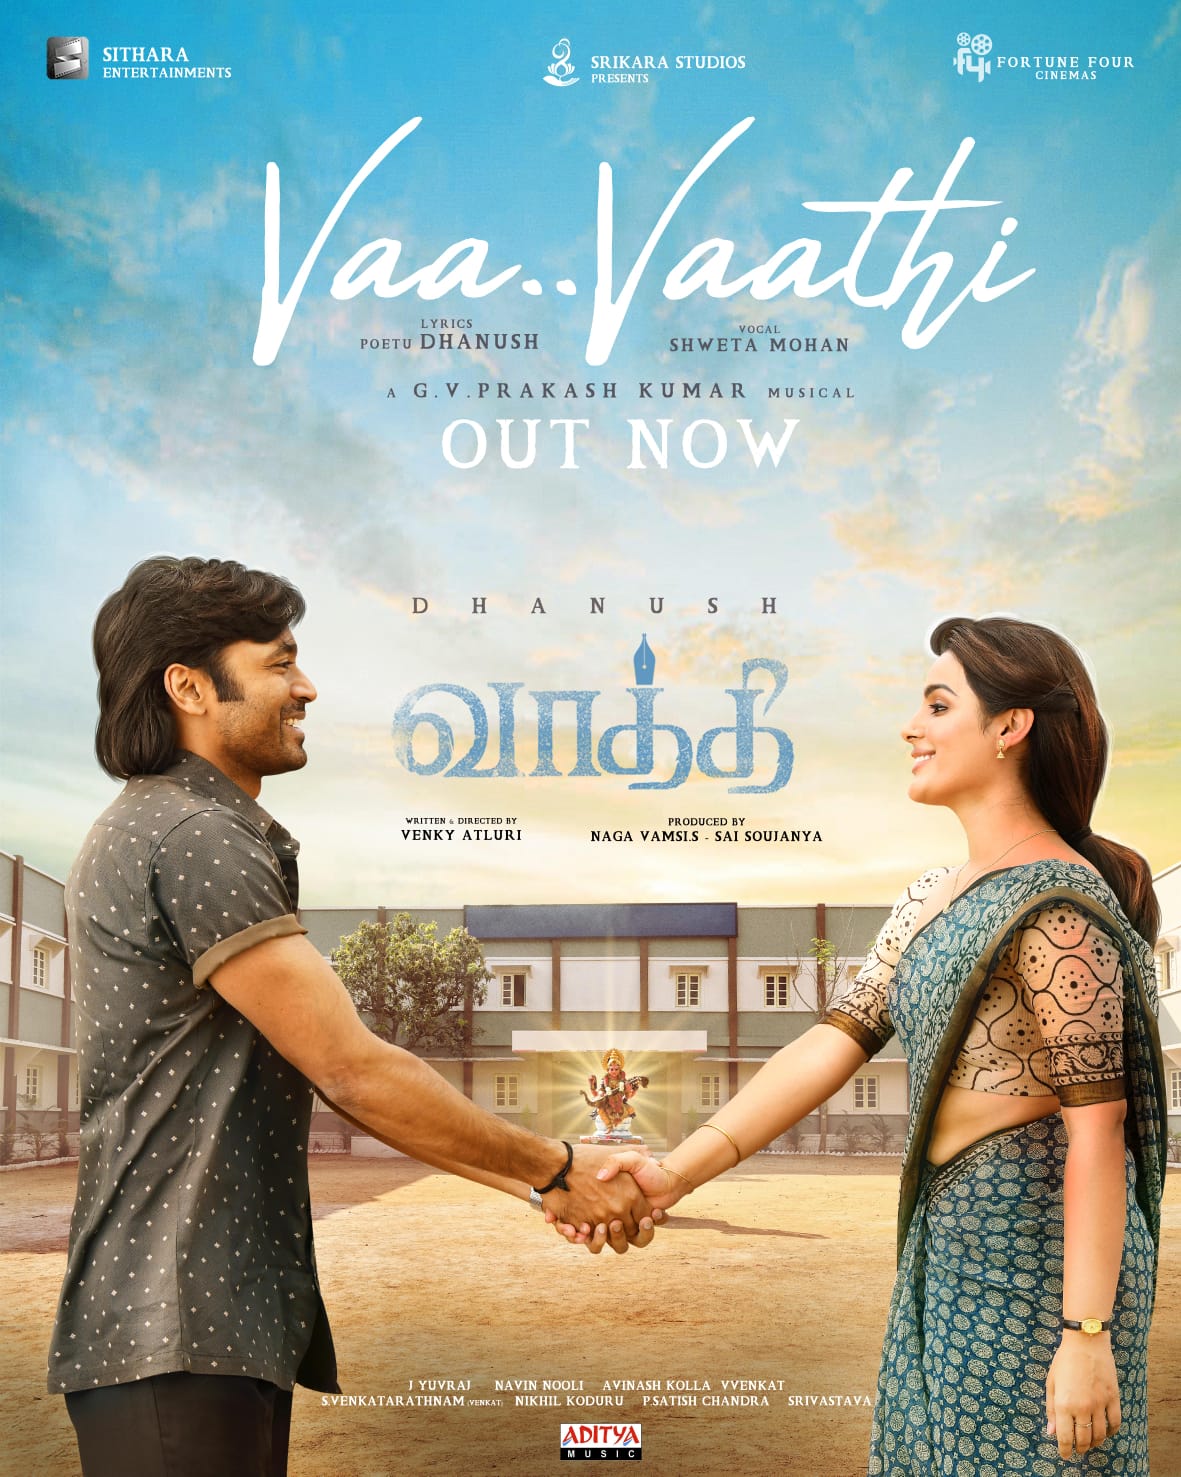 SITHARA
ENTERTAINMENTS
SRIKARA STUDIOS
PRESENTS
FORTUNE FOUR
CINEMAS
Vaa..Vaathi
LYRICS
POETU DHANUSH
VOCAL
SHWETA MOHAN
A G.V.PRAKASH KUMAR MUSICAL
OUT NOW
DHANUSH
வாத்தி
WRITTEN & DIRECTED BY
VENKY ATLURI
PRODUCED BY
NAGA VAMSI.S - SAI SOUJANYA
J YUVRAJ NAVIN NOOLI AVINASH KOLLA VVENKAT
S.VENKATARATHNAM (VENKAT) NIKHIL KODURU P.SATISH CHANDRA SRIVASTAVA
ADITYA
MUSIC